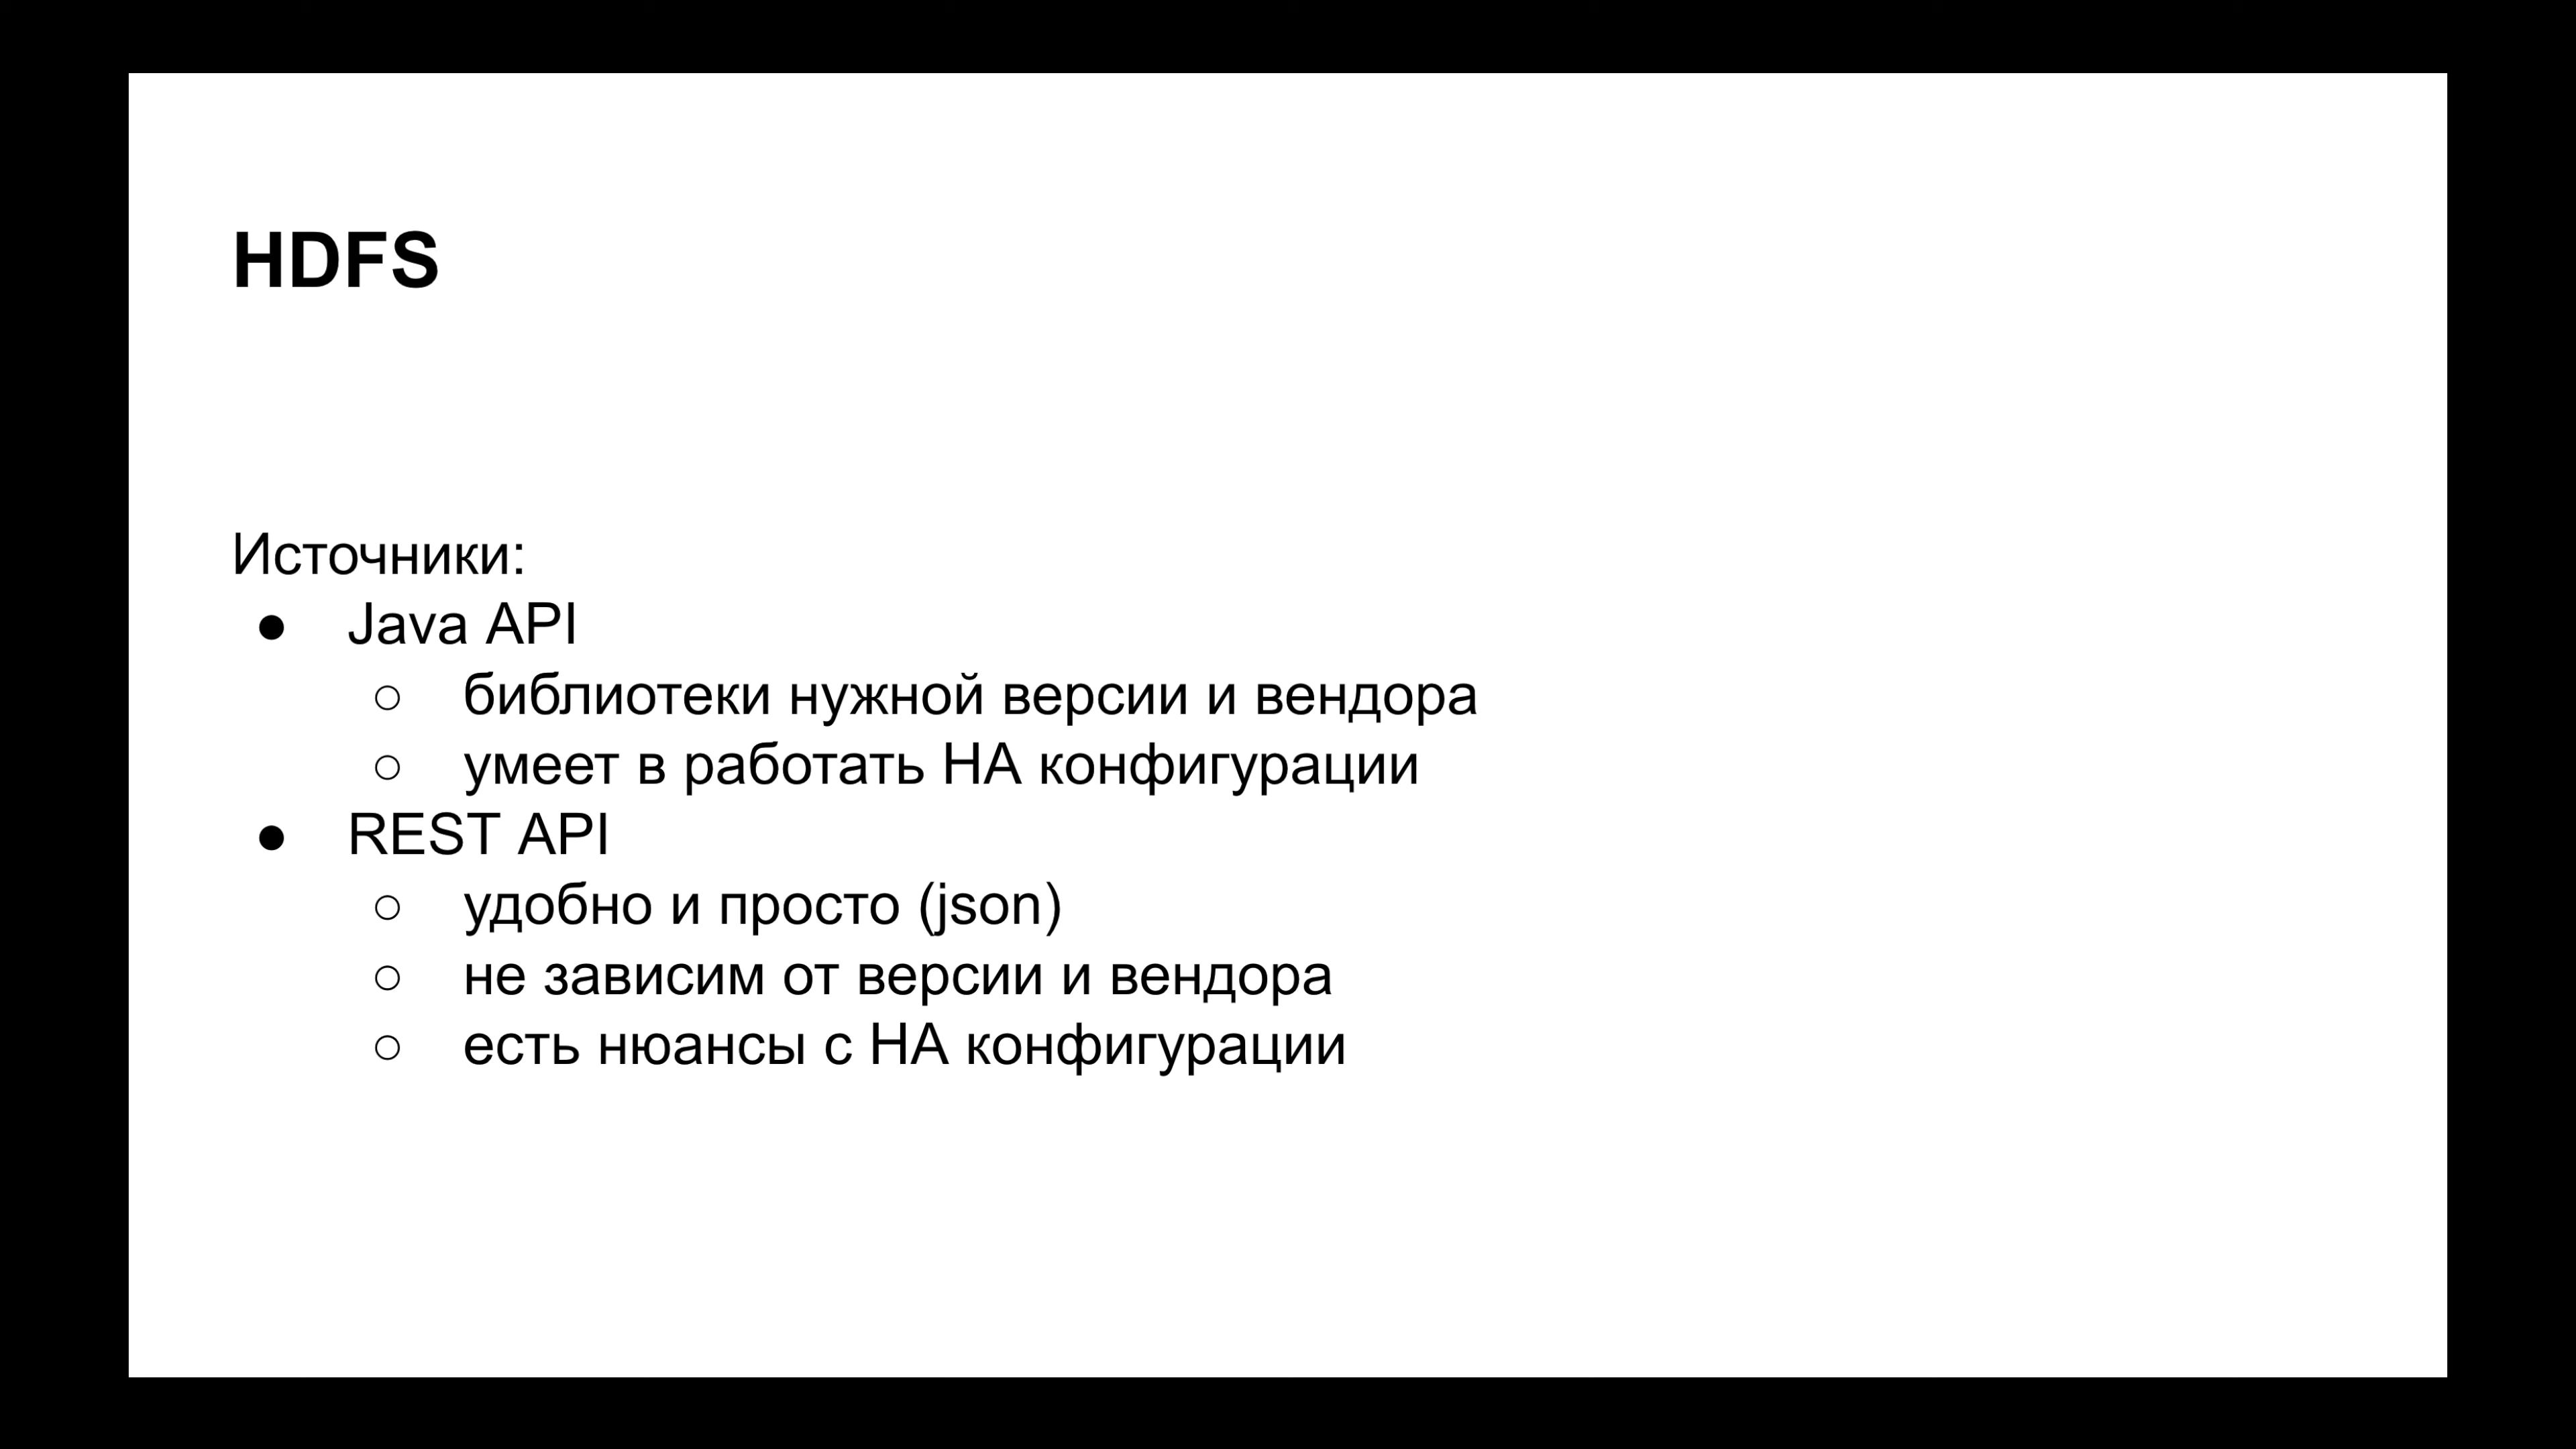 HDFS
Источники:
● Java API
○ библиотеки нужной версии и вендора
○ умеет в работать HA конфигурации
● REST API
○ удобно и просто (json)
○ не зависим от версии и вендора
○ есть нюансы с HA конфигурации